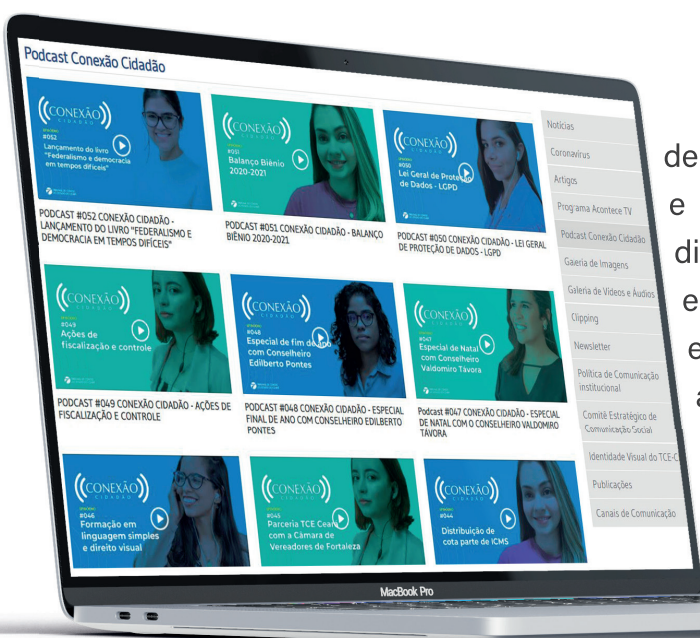 Podcast Conexão Cidadão
((CONEXÃO))
CIDADÃO
#052
Lançamento do livro
"Federalismo e democracia
em tempos difíceis"
PODCAST #052 CONEXÃO CIDADÃO -
LANÇAMENTO DO LIVRO "FEDERALISMO E
DEMOCRACIA EM TEMPOS DIFÍCEIS"
((CONEXÃO))
CIDADÃO
#051
Balanço Biênio
2020-2021
PODCAST #051 CONEXÃO CIDADÃO - BALANÇO
BIÊNIO 2020-2021
((CONEXÃO))
CIDADÃO
#050
Lei Geral de Proteção
de Dados - LGPD
PODCAST #050 CONEXÃO CIDADÃO - LEI GERAL
DE PROTEÇÃO DE DADOS - LGPD
((CONEXÃO))
CIDADÃO
#049
Ações de
fiscalização e controle
PODCAST #049 CONEXÃO CIDADÃO - AÇÕES DE
FISCALIZAÇÃO E CONTROLE
((CONEXÃO))
CIDADÃO
#048
Especial de fim de ano
com Conselheiro
Edilberto Pontes
PODCAST #048 CONEXÃO CIDADÃO - ESPECIAL
FINAL DE ANO COM CONSELHEIRO EDILBERTO
PONTES
((CONEXÃO))
CIDADÃO
#047
Especial de Natal
com Conselheiro
Valdomiro Távora
Podcast #047 CONEXÃO CIDADÃO - ESPECIAL
DE NATAL COM O CONSELHEIRO VALDOMIRO
TÁVORA
((CONEXÃO))
CIDADÃO
#046
Formação em
linguagem simples
e direito visual
((CONEXÃO))
CIDADÃO
#045
Parceria TCE Ceará
com a Câmara de
Vereadores de Fortaleza
((CONEXÃO))
CIDADÃO
#044
Distribuição de
cota parte de ICMS
Notícias
Coronavírus
Artigos
Programa Acontece TV
Podcast Conexão Cidadão
Galeria de Imagens
Galeria de Vídeos e Áudios
Clipping
Newsletter
Política de Comunicação
institucional
Comitê Estratégico de
Comunicação Social
Identidade Visual do TCE-C
Publicações
Canais de Comunicação
MacBook Pro
de
e
di
e
e
a